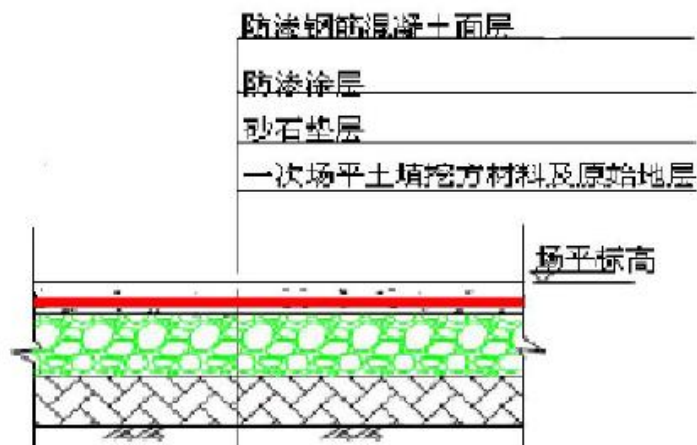 防渗钢筋混凝土面层
防渗涂层
砂石垫层
一次场平土填挖方材料及原始地层
场平标高